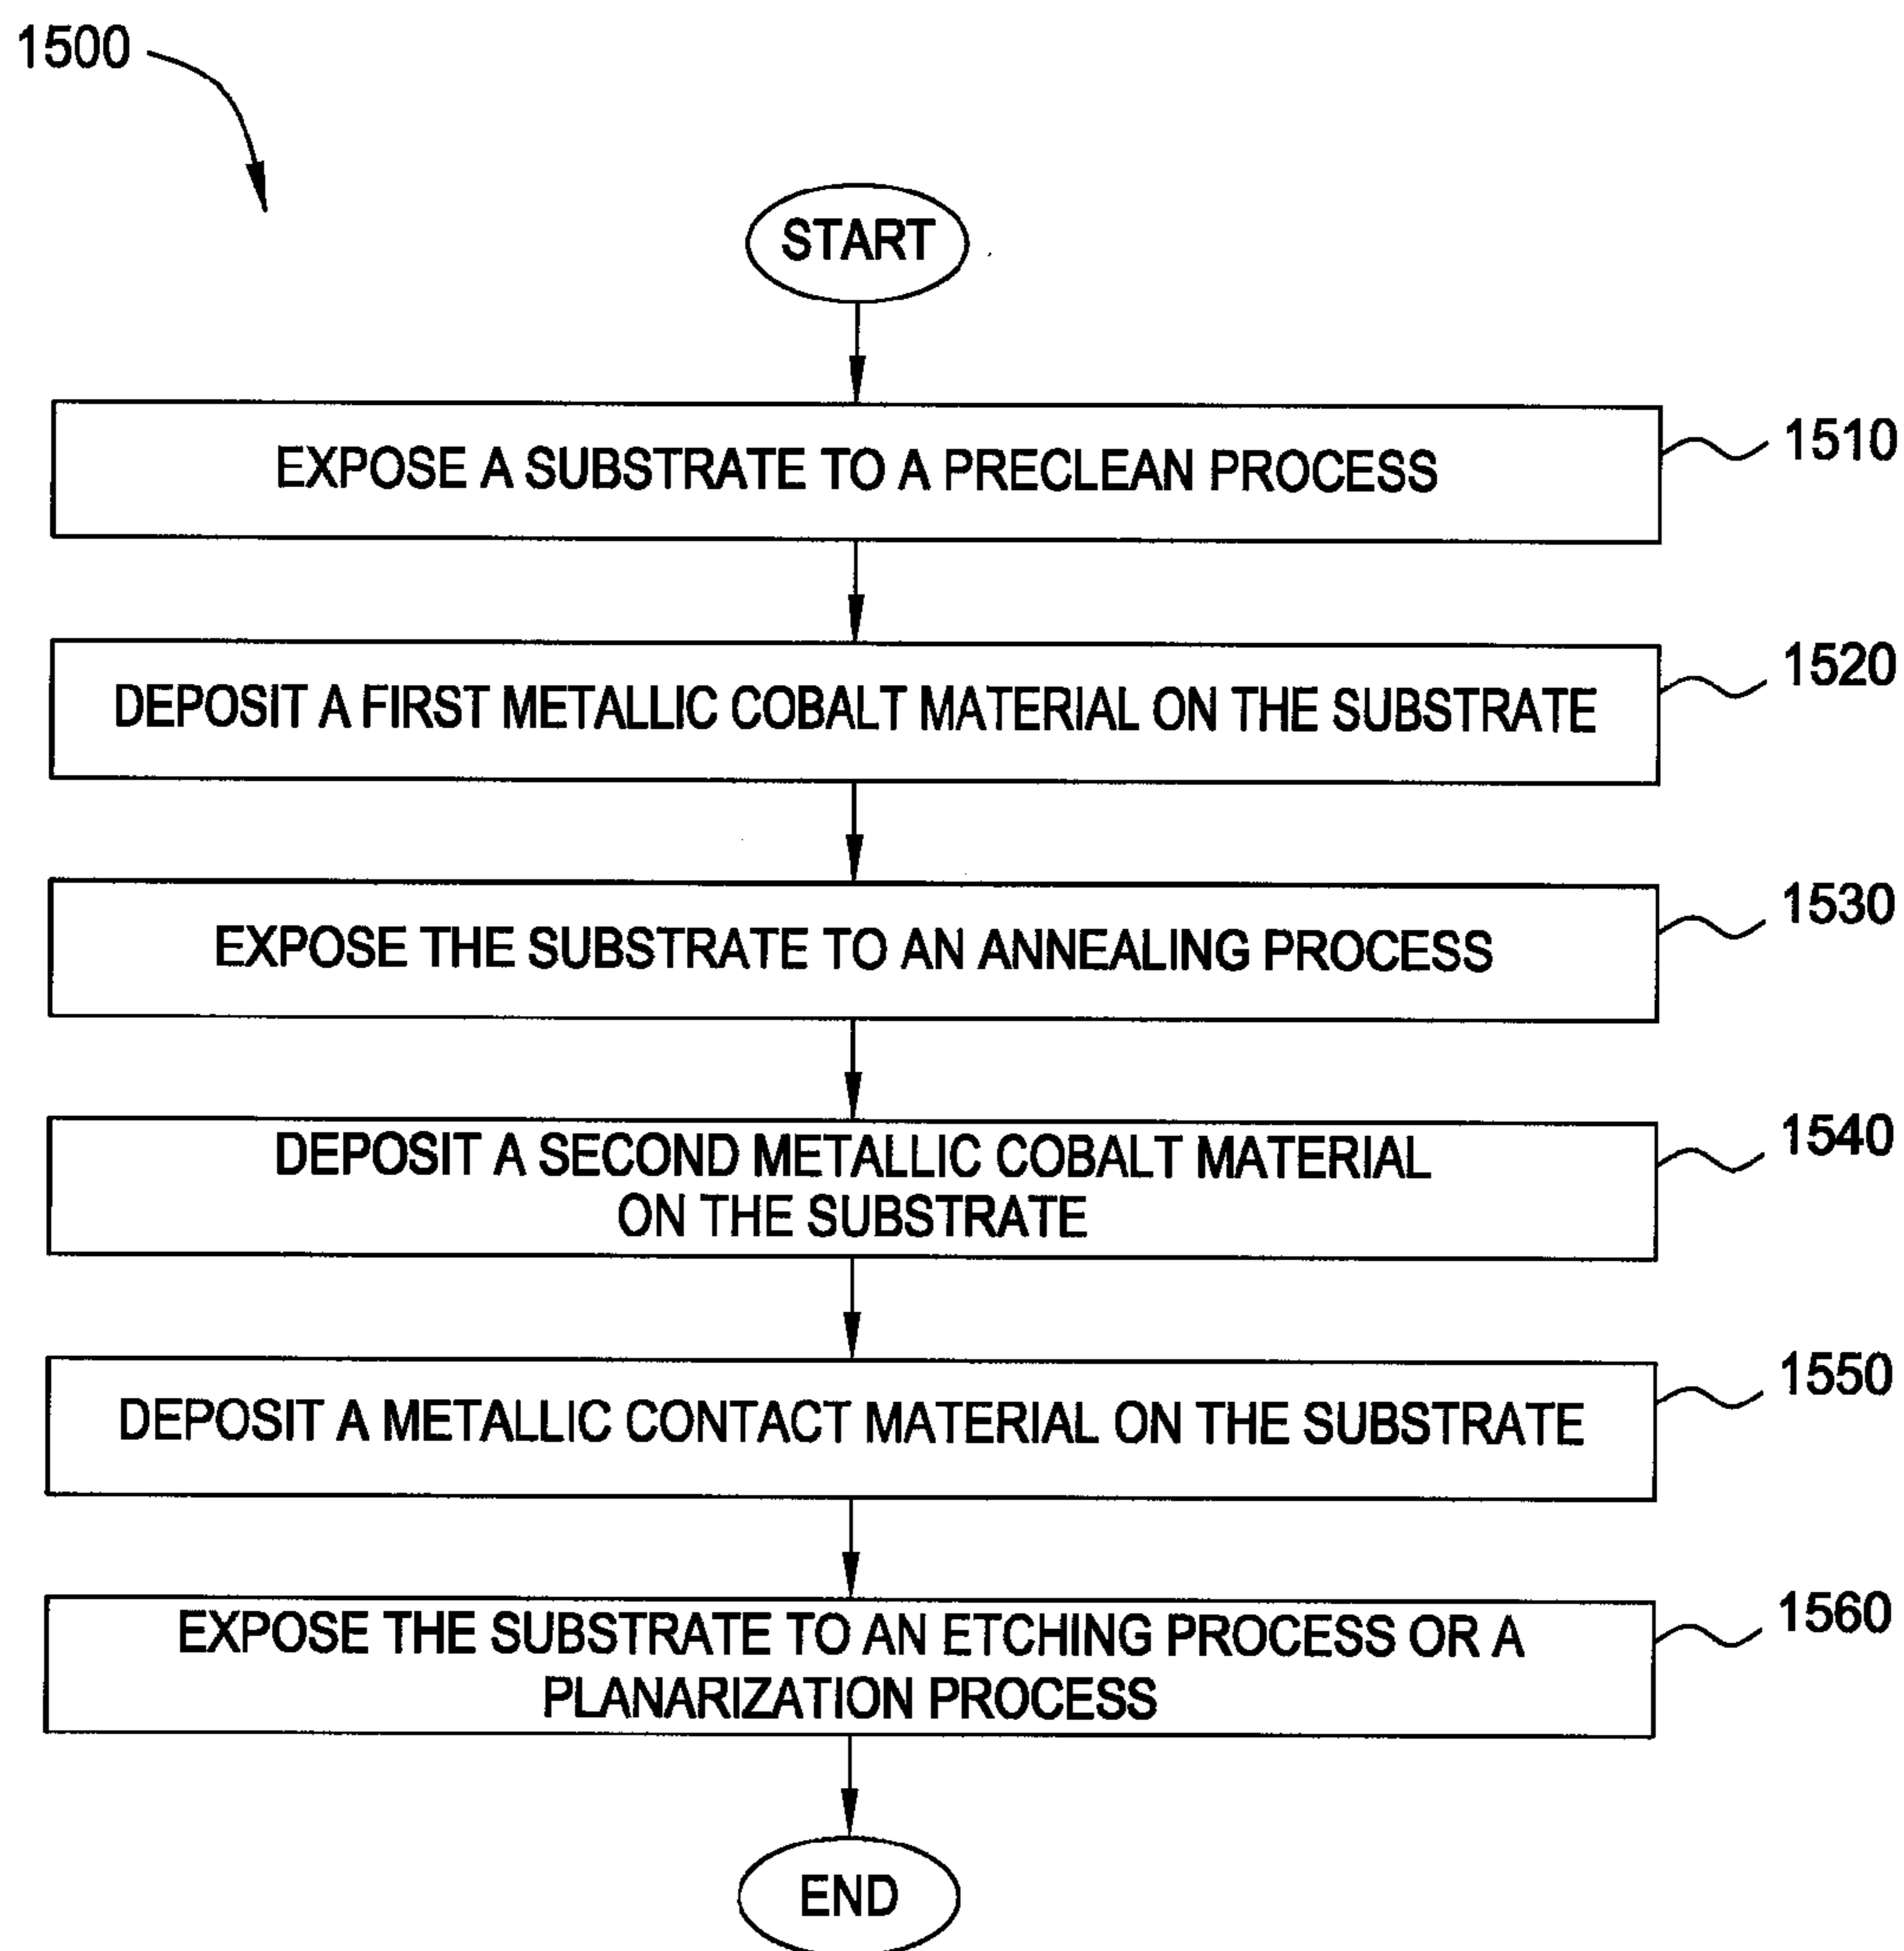 1500
START
EXPOSE A SUBSTRATE TO A PRECLEAN PROCESS
1510
DEPOSIT A FIRST METALLIC COBALT MATERIAL ON THE SUBSTRATE
1520
EXPOSE THE SUBSTRATE TO AN ANNEALING PROCESS
1530
DEPOSIT A SECOND METALLIC COBALT MATERIAL
ON THE SUBSTRATE
1540
DEPOSIT A METALLIC CONTACT MATERIAL ON THE SUBSTRATE
1550
EXPOSE THE SUBSTRATE TO AN ETCHING PROCESS OR A
PLANARIZATION PROCESS
1560
END